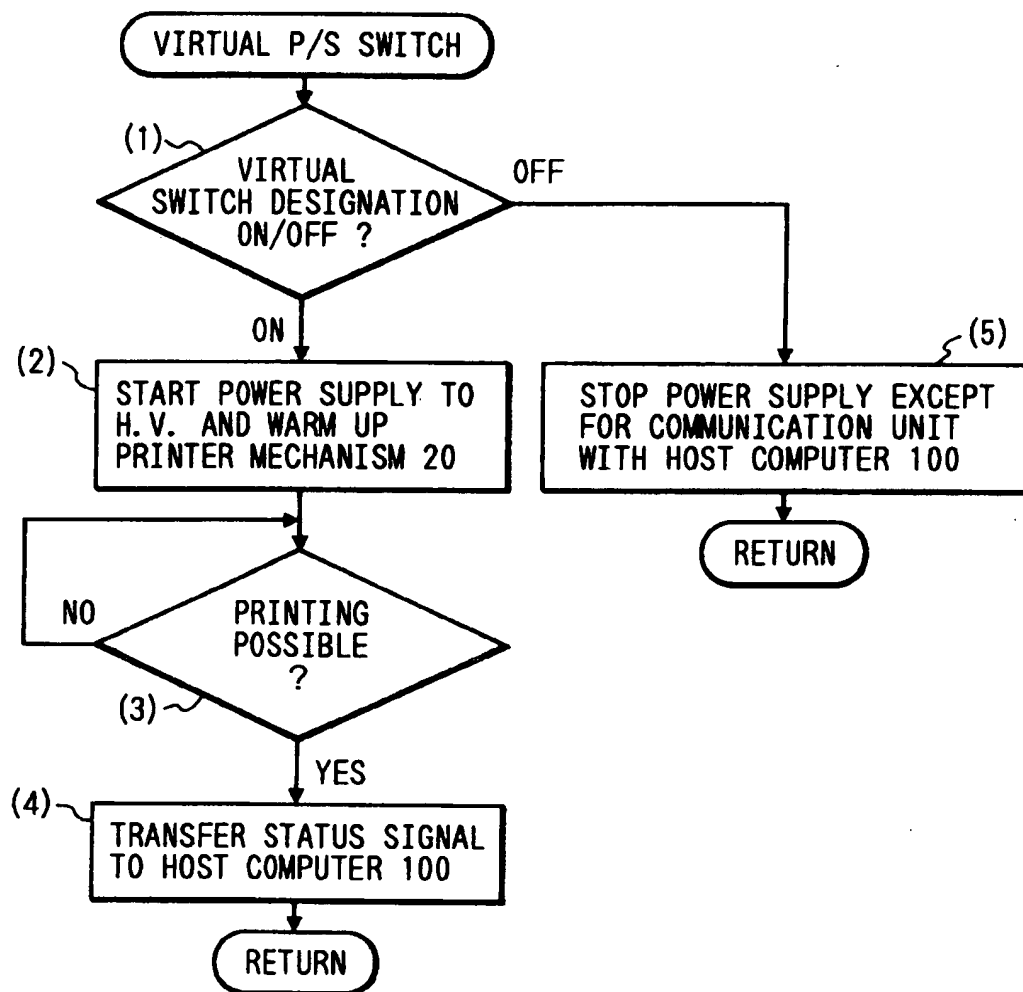 VIRTUAL P/S SWITCH
(1)
VIRTUAL
SWITCH DESIGNATION
ON/OFF ?
OFF
ON
(2)
START POWER SUPPLY TO
H.V. AND WARM UP
PRINTER MECHANISM 20
(5)
STOP POWER SUPPLY EXCEPT
FOR COMMUNICATION UNIT
WITH HOST COMPUTER 100
RETURN
NO
PRINTING
POSSIBLE
?
(3)
YES
(4)
TRANSFER STATUS SIGNAL
TO HOST COMPUTER 100
RETURN